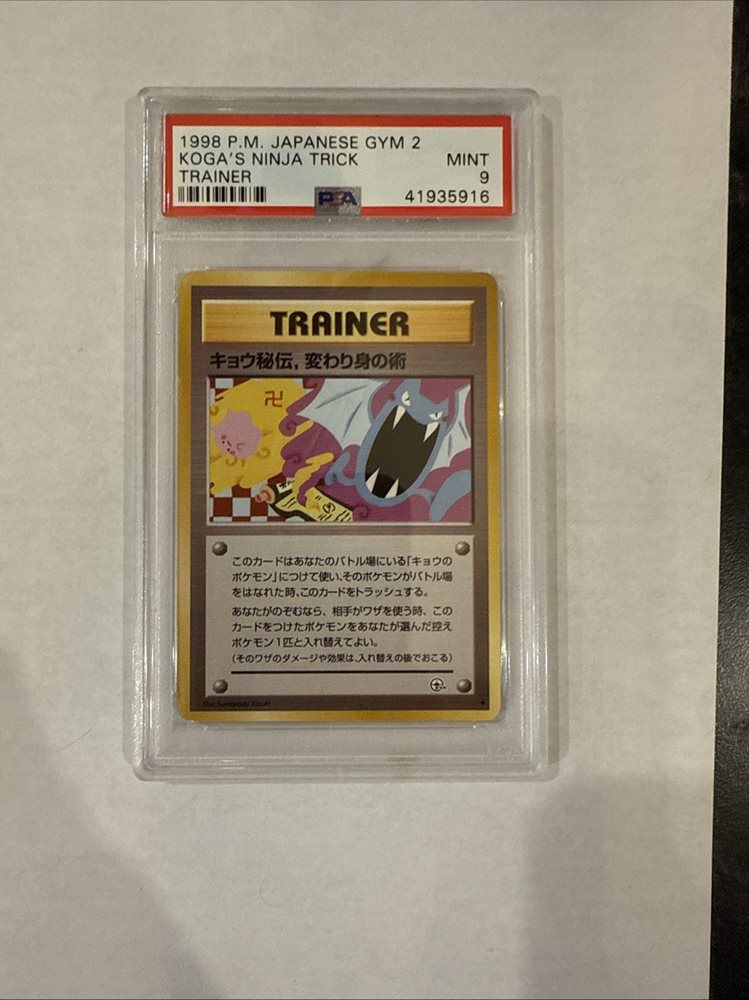 1998 P.M. JAPANESE GYM 2
KOGA'S NINJA TRICK MINT
TRAINER 9
PSA 41935916
TRAINER
キョウ秘伝, 変わり身の術
卍
このカードはあなたのバトル場にいる「キョウの
ポケモン」につけて使い、そのポケモンがバトル場
をはなれた時、このカードをトラッシュする。
あなたがのぞむなら、相手がワザを使う時、この
カードをつけたポケモンをあなたが選んだ控え
ポケモン1匹と入れ替えてよい。
(そのワザのダメージや効果は、入れ替えの後でおこる)
Illus. Sumiyoshi Kizuki